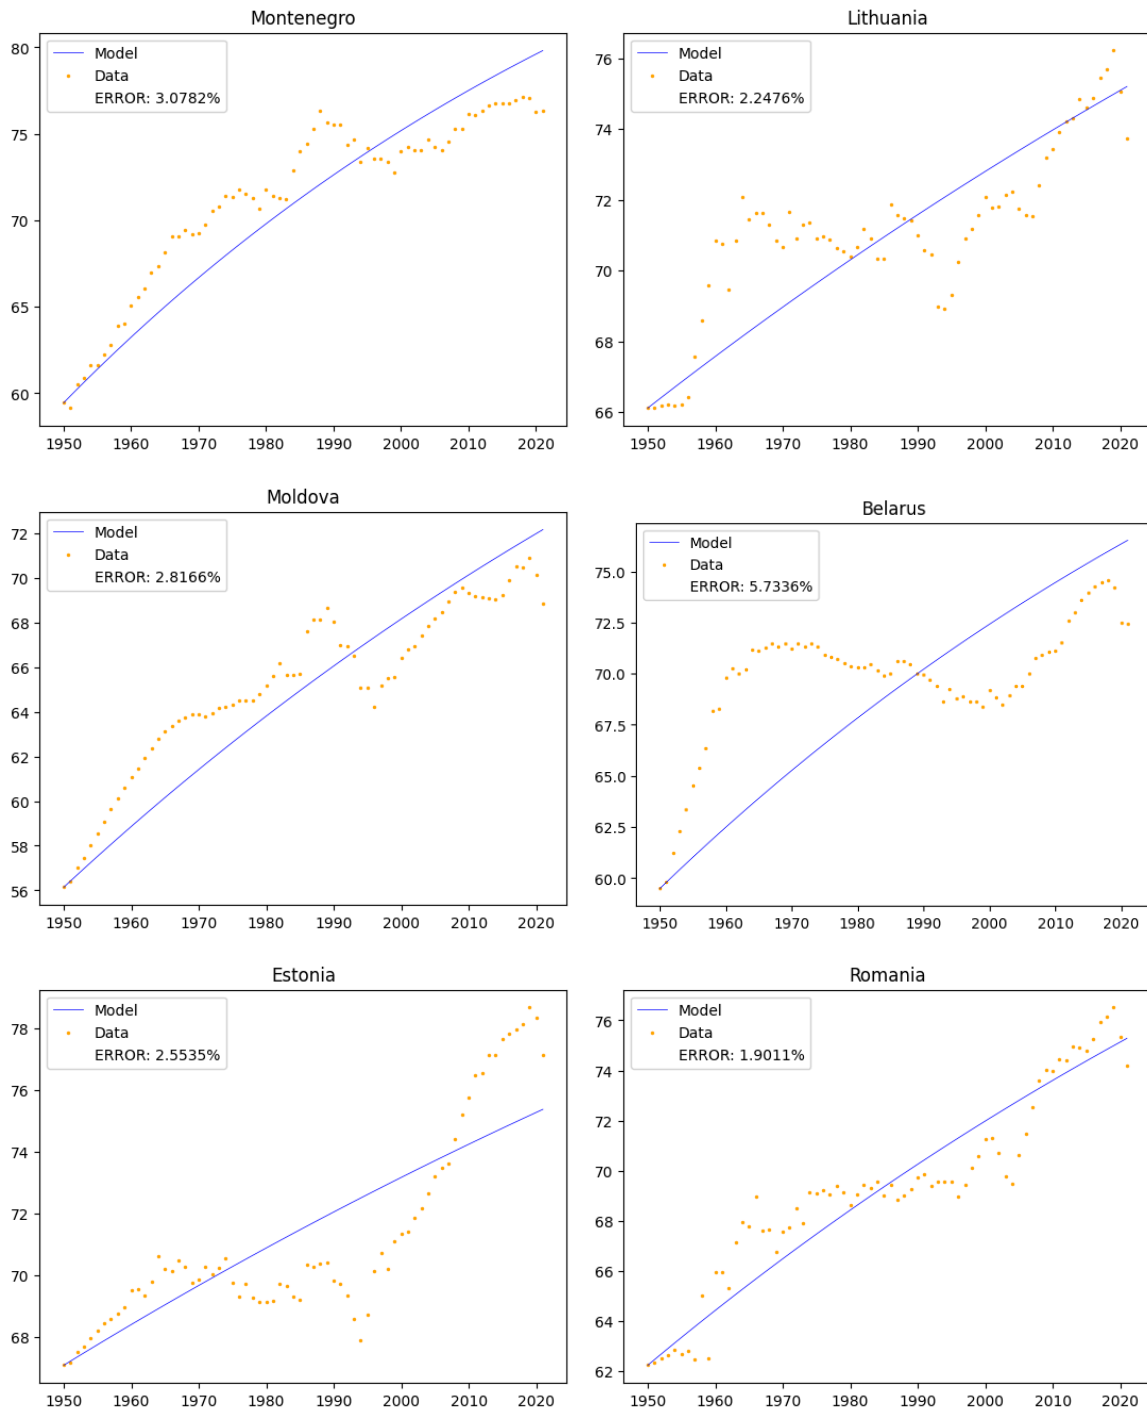 Montenegro
Model
Data
ERROR: 3.0782%
80
75
70
65
60
1950 1960 1970 1980 1990 2000 2010 2020
Lithuania
Model
Data
ERROR: 2.2476%
76
74
72
70
68
66
1950 1960 1970 1980 1990 2000 2010 2020
Moldova
Model
Data
ERROR: 2.8166%
72
70
68
66
64
62
60
58
56
1950 1960 1970 1980 1990 2000 2010 2020
Belarus
Model
Data
ERROR: 5.7336%
75.0
72.5
70.0
67.5
65.0
62.5
60.0
1950 1960 1970 1980 1990 2000 2010 2020
Estonia
Model
Data
ERROR: 2.5535%
78
76
74
72
70
68
1950 1960 1970 1980 1990 2000 2010 2020
Romania
Model
Data
ERROR: 1.9011%
76
74
72
70
68
66
64
62
1950 1960 1970 1980 1990 2000 2010 2020